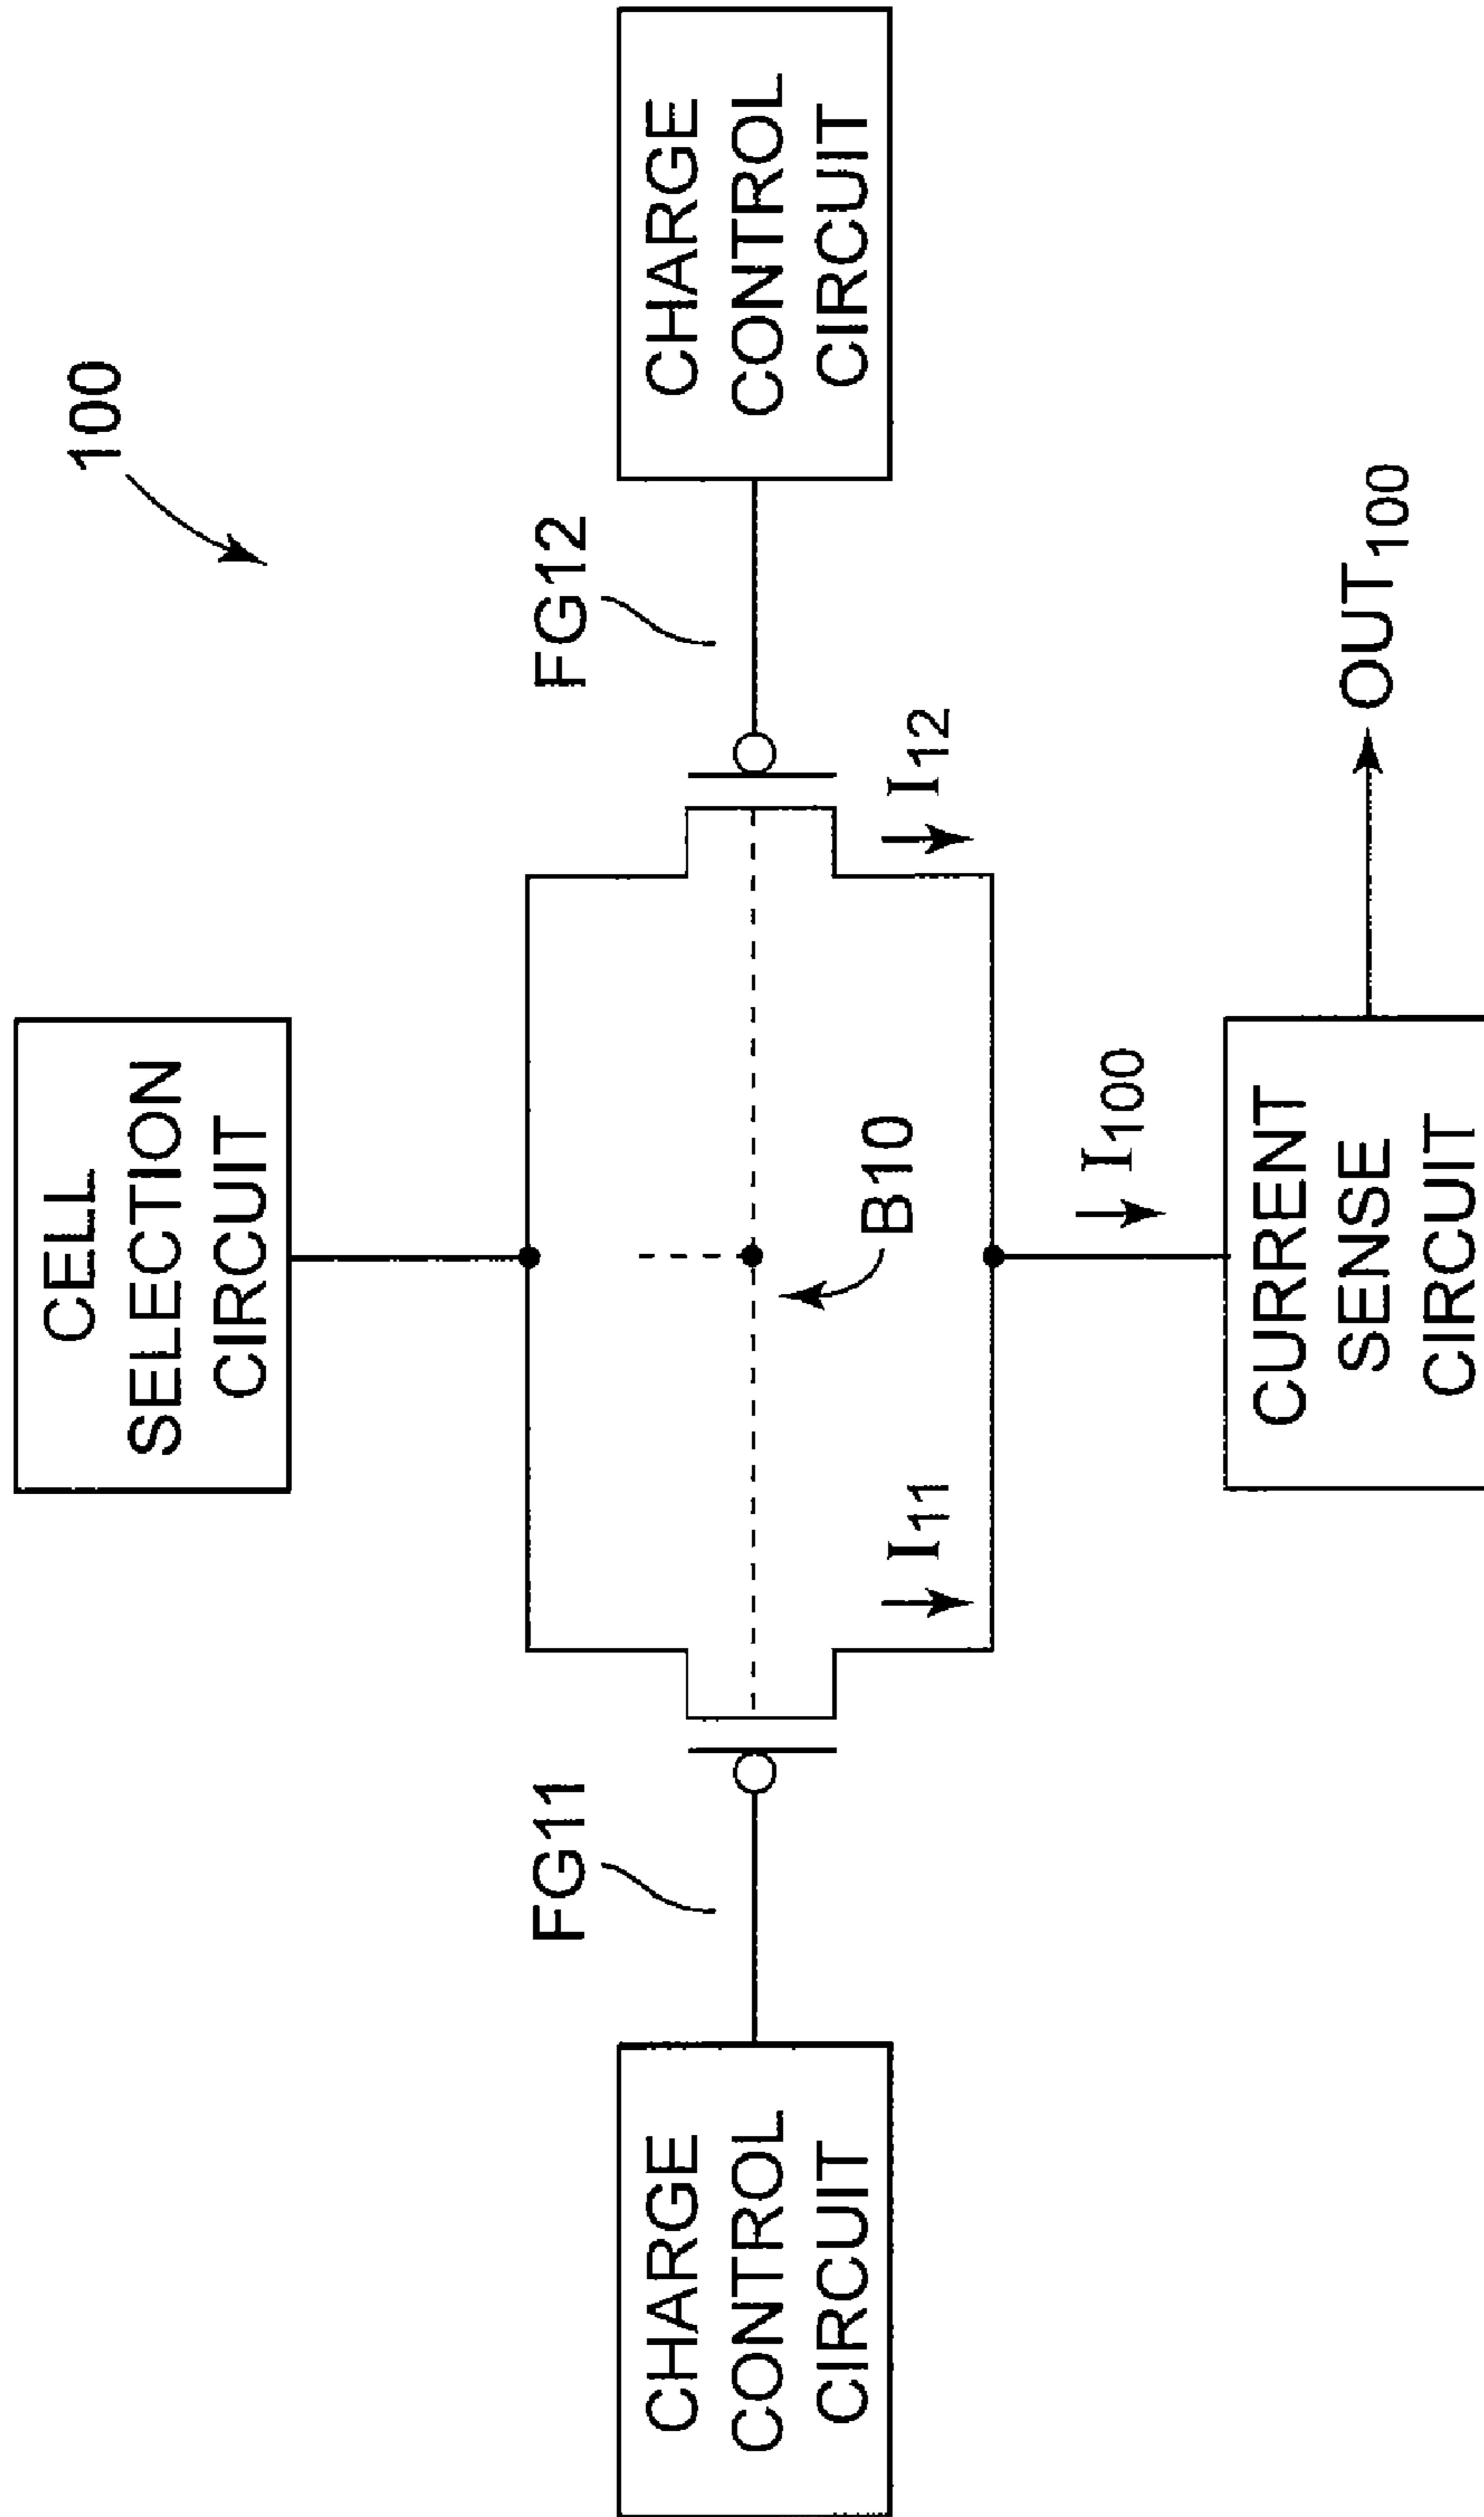 100
CELL
SELECTION
CIRCUIT
FG11
FG12
CHARGE
CONTROL
CIRCUIT
CHARGE
CONTROL
CIRCUIT
B10
I11
I12
I100
CURRENT
SENSE
CIRCUIT
OUT100